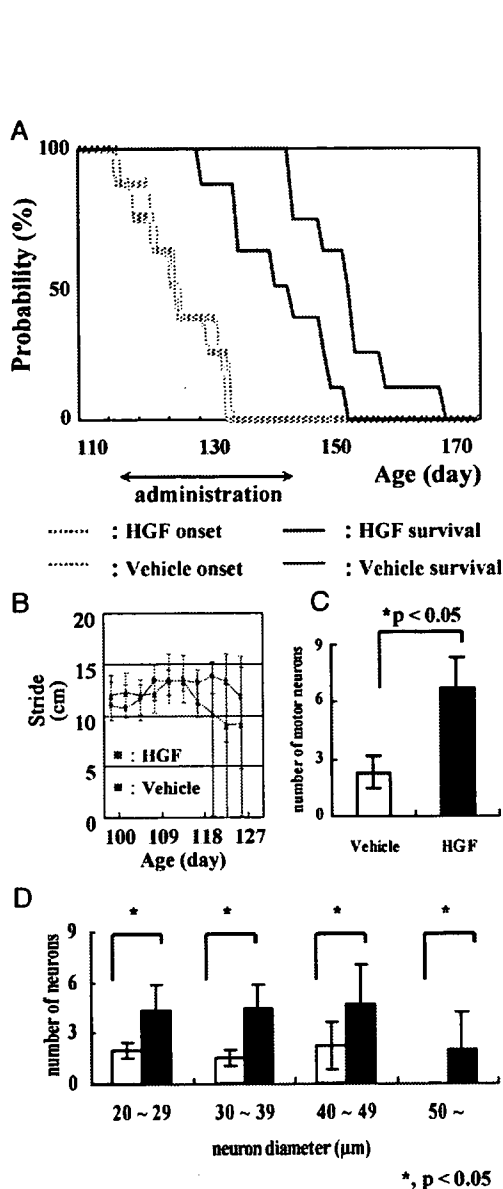 A
Probability (%)
100
50
0
110 130 150 170
Age (day)
administration
: HGF onset : HGF survival
: Vehicle onset : Vehicle survival
B
Stride
(cm)
20
15
10
5
0
: HGF
: Vehicle
100 109 118 127
Age (day)
C
*p < 0.05
number of motor neurons
9
6
3
0
Vehicle HGF
D
* * * *
number of neurons
9
6
3
0
20 ~ 29 30 ~ 39 40 ~ 49 50 ~
neuron diameter (μm)
*, p < 0.05